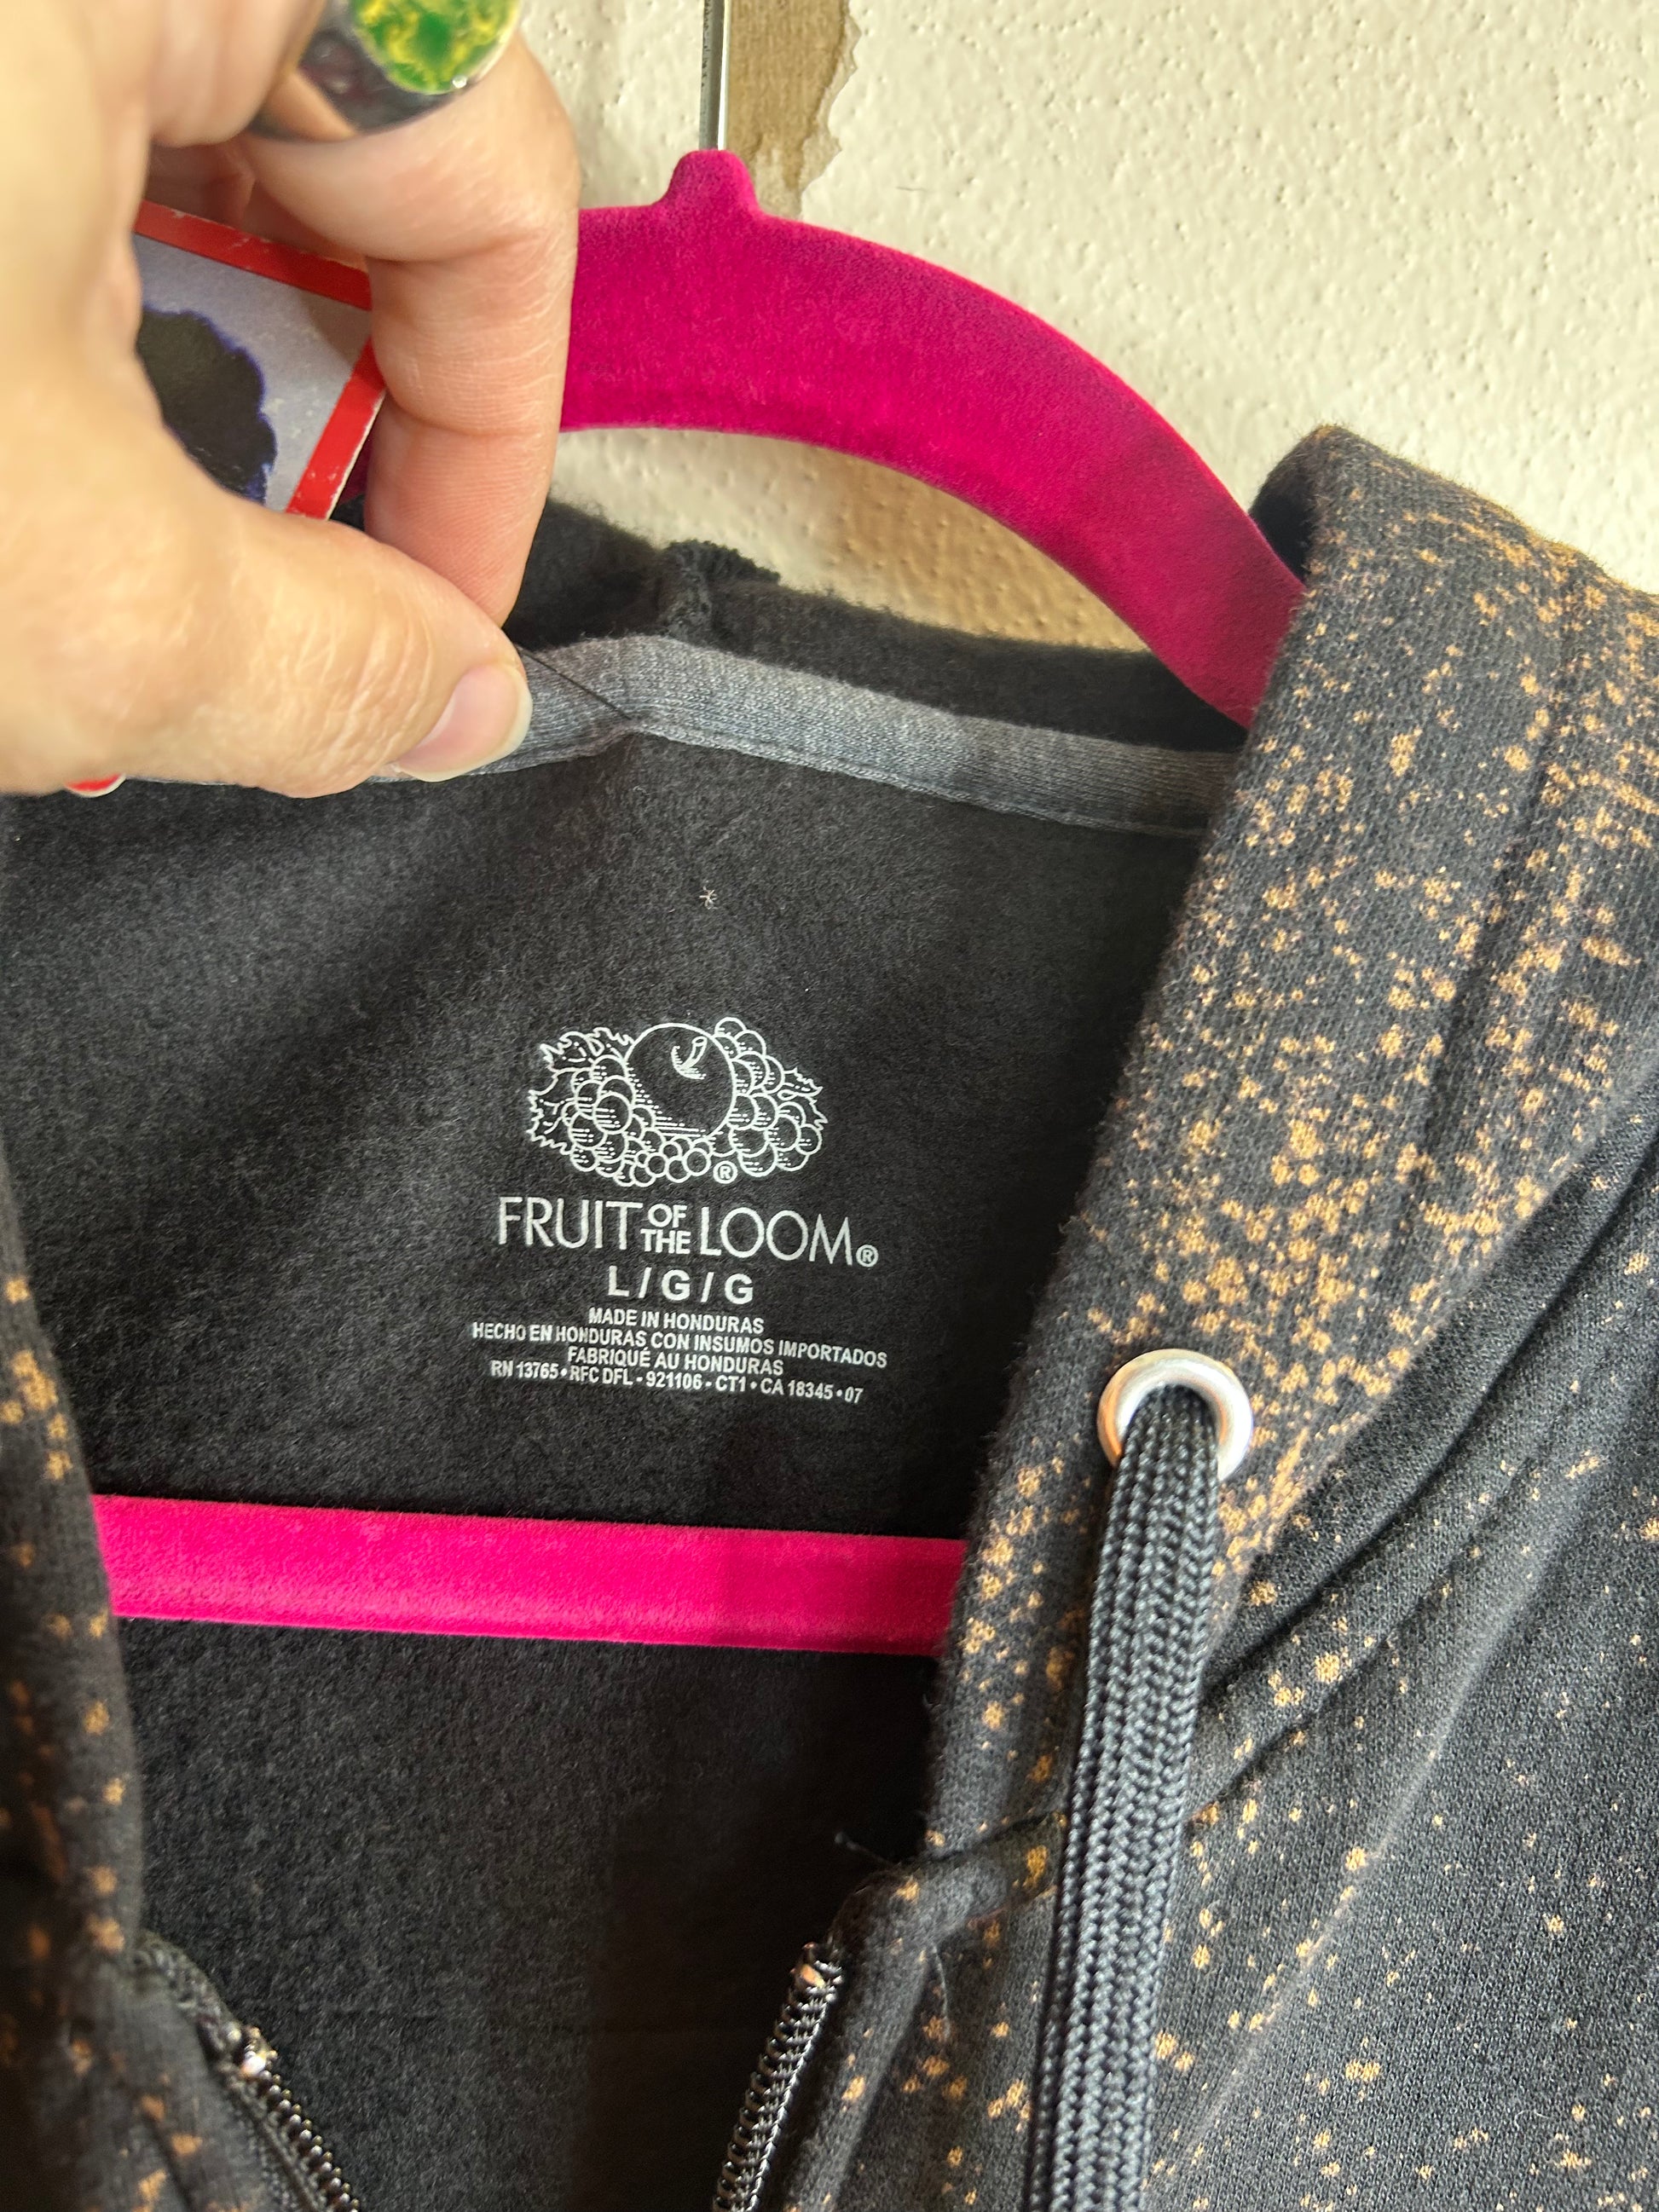 ®
FRUIT OF THE LOOM®
L / G / G
MADE IN HONDURAS
HECHO EN HONDURAS CON INSUMOS IMPORTADOS
FABRIQUÉ AU HONDURAS
RN 13765 • RFC DFL - 921106 - CT1 • CA 18345 • 07